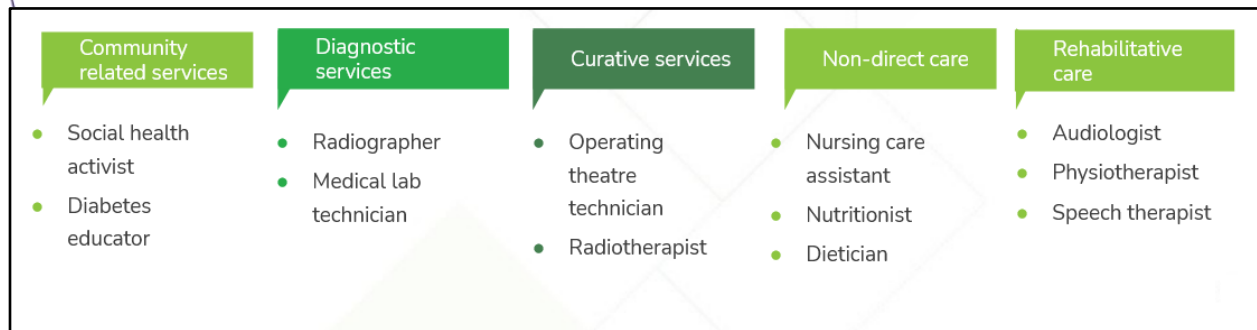 Community
related services
Social health
activist
Diabetes
educator
Diagnostic
services
Radiographer
Medical lab
technician
Curative services
Operating
theatre
technician
Radiotherapist
Non-direct care
Nursing care
assistant
Nutritionist
Dietician
Rehabilitative
care
Audiologist
Physiotherapist
Speech therapist